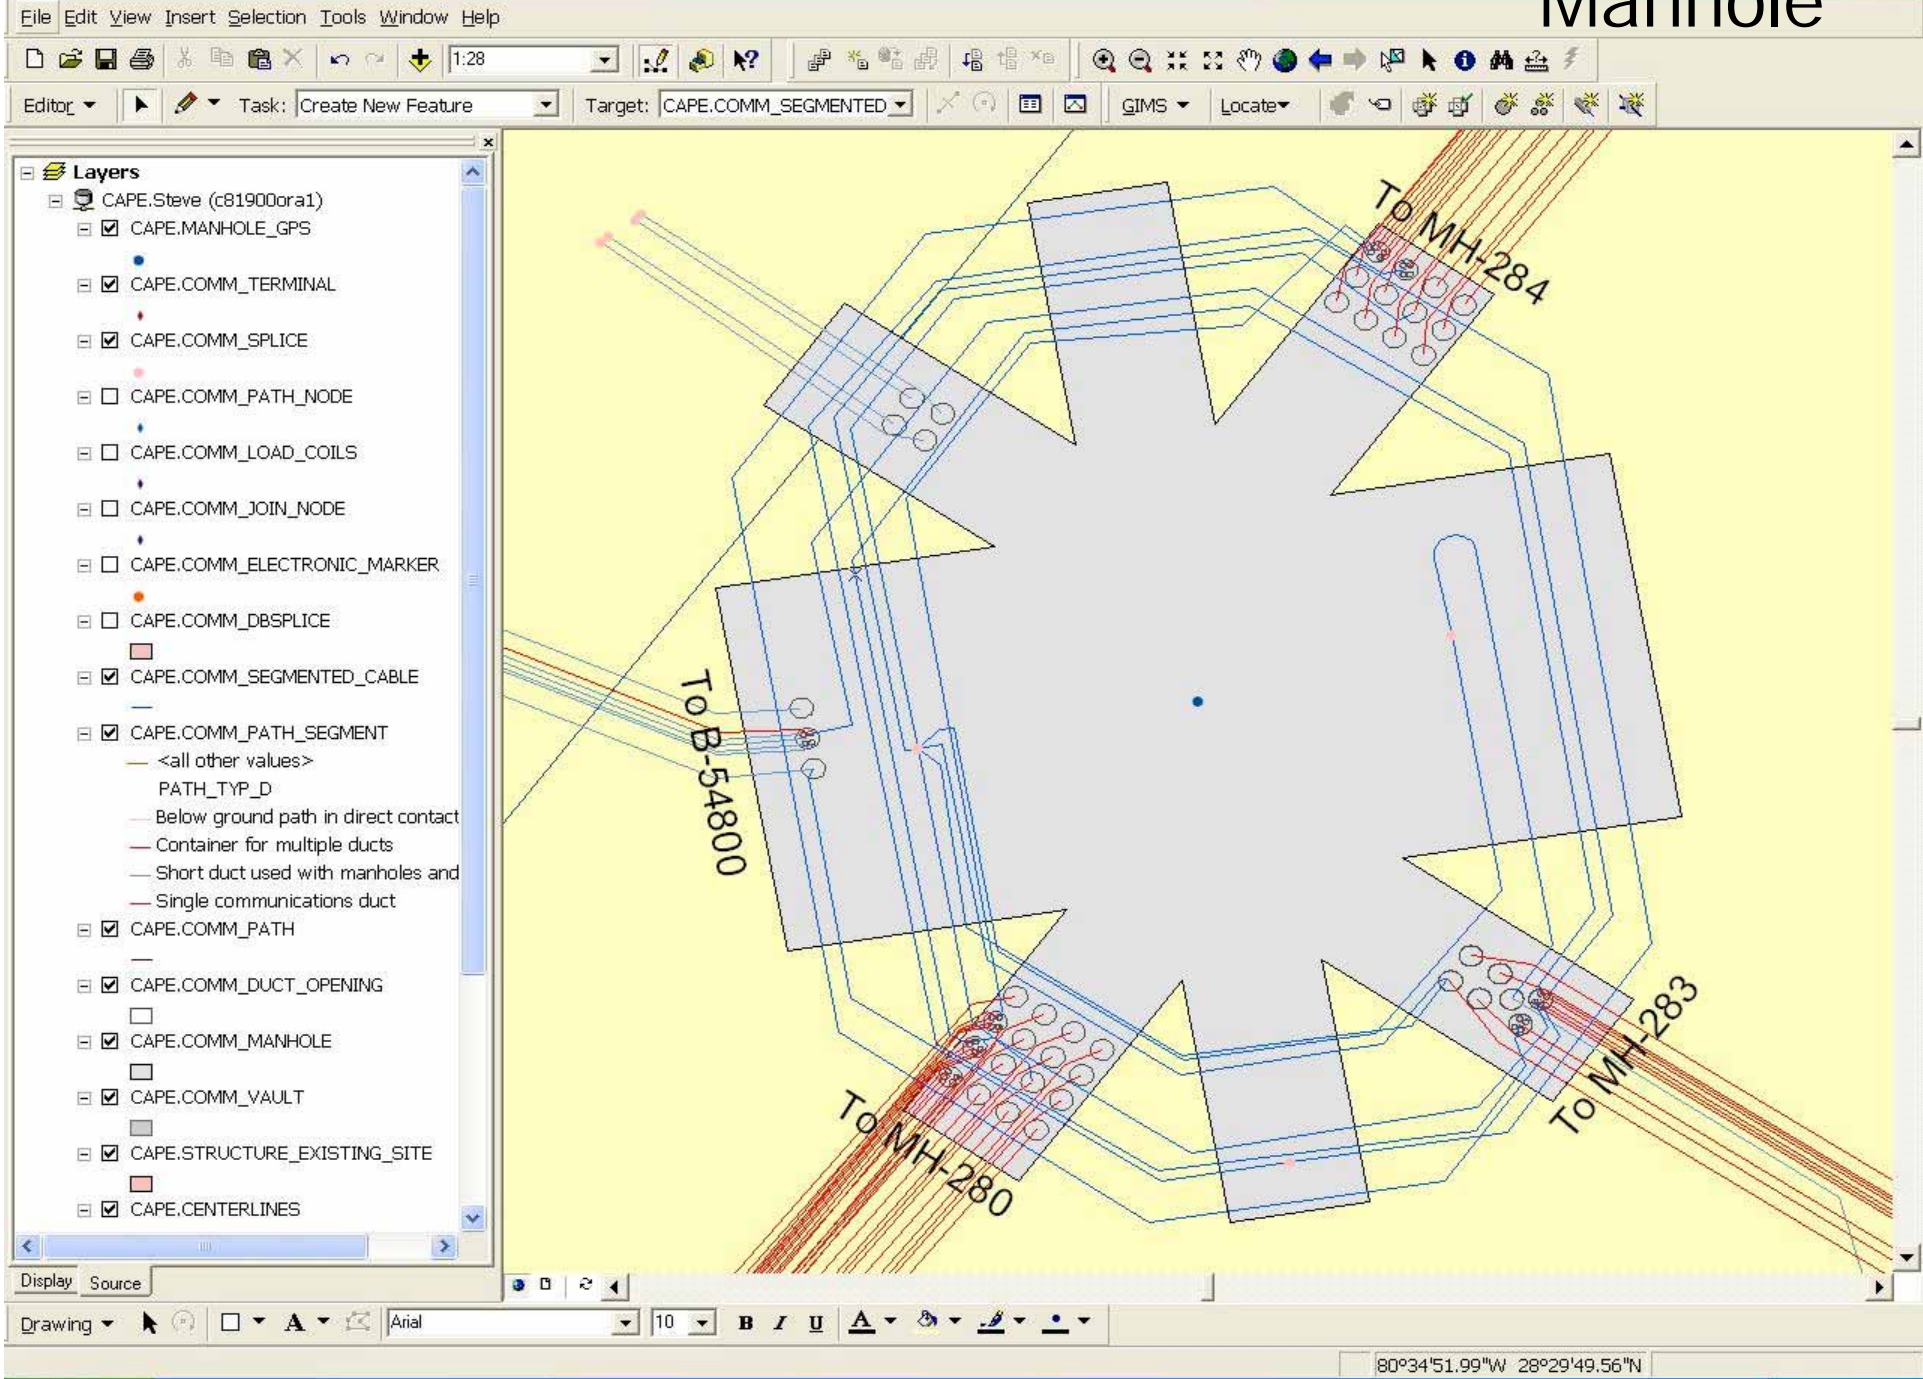 Manhole
File Edit View Insert Selection Tools Window Help
1:28
Editor Task: Create New Feature Target: CAPE.COMM_SEGMENTED GIMS Locate
Layers
CAPE.Steve (c81900ora1)
CAPE.MANHOLE_GPS
CAPE.COMM_TERMINAL
CAPE.COMM_SPLICE
CAPE.COMM_PATH_NODE
CAPE.COMM_LOAD_COILS
CAPE.COMM_JOIN_NODE
CAPE.COMM_ELECTRONIC_MARKER
CAPE.COMM_DBSPLICE
CAPE.COMM_SEGMENTED_CABLE
CAPE.COMM_PATH_SEGMENT
<all other values>
PATH_TYP_D
Below ground path in direct contact
Container for multiple ducts
Short duct used with manholes and
Single communications duct
CAPE.COMM_PATH
CAPE.COMM_DUCT_OPENING
CAPE.COMM_MANHOLE
CAPE.COMM_VAULT
CAPE.STRUCTURE_EXISTING_SITE
CAPE.CENTERLINES
To MH-284
To B-54800
To MH-283
To MH-280
Display Source
Drawing A Arial 10 B I U A
80°34'51.99"W 28°29'49.56"N